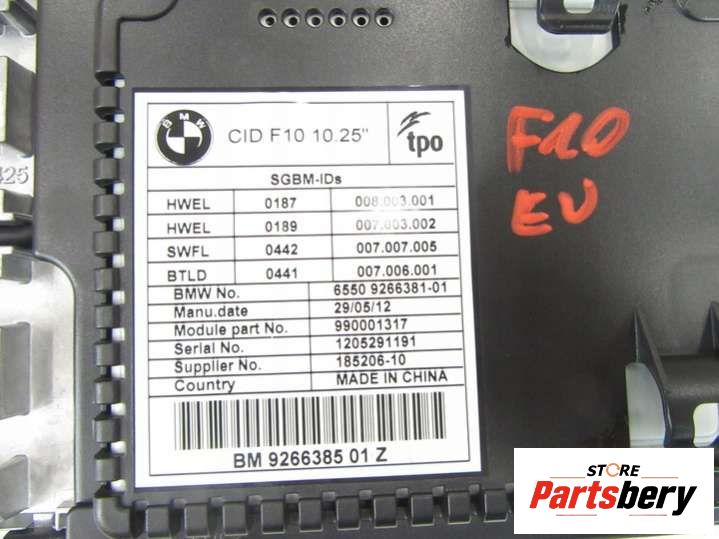 BMW
CID F10 10.25"
tpo
SGBM-IDs
HWEL 0187 008.003.001
HWEL 0189 007.003.002
SWFL 0442 007.007.005
BTLD 0441 007.006.001
BMW No. 6550 9266381-01
Manu.date 29/05/12
Module part No. 990001317
Serial No. 1205291191
Supplier No. 185206-10
Country MADE IN CHINA
BM 9266385 01 Z
F10
EU
425
STORE
Partsbery